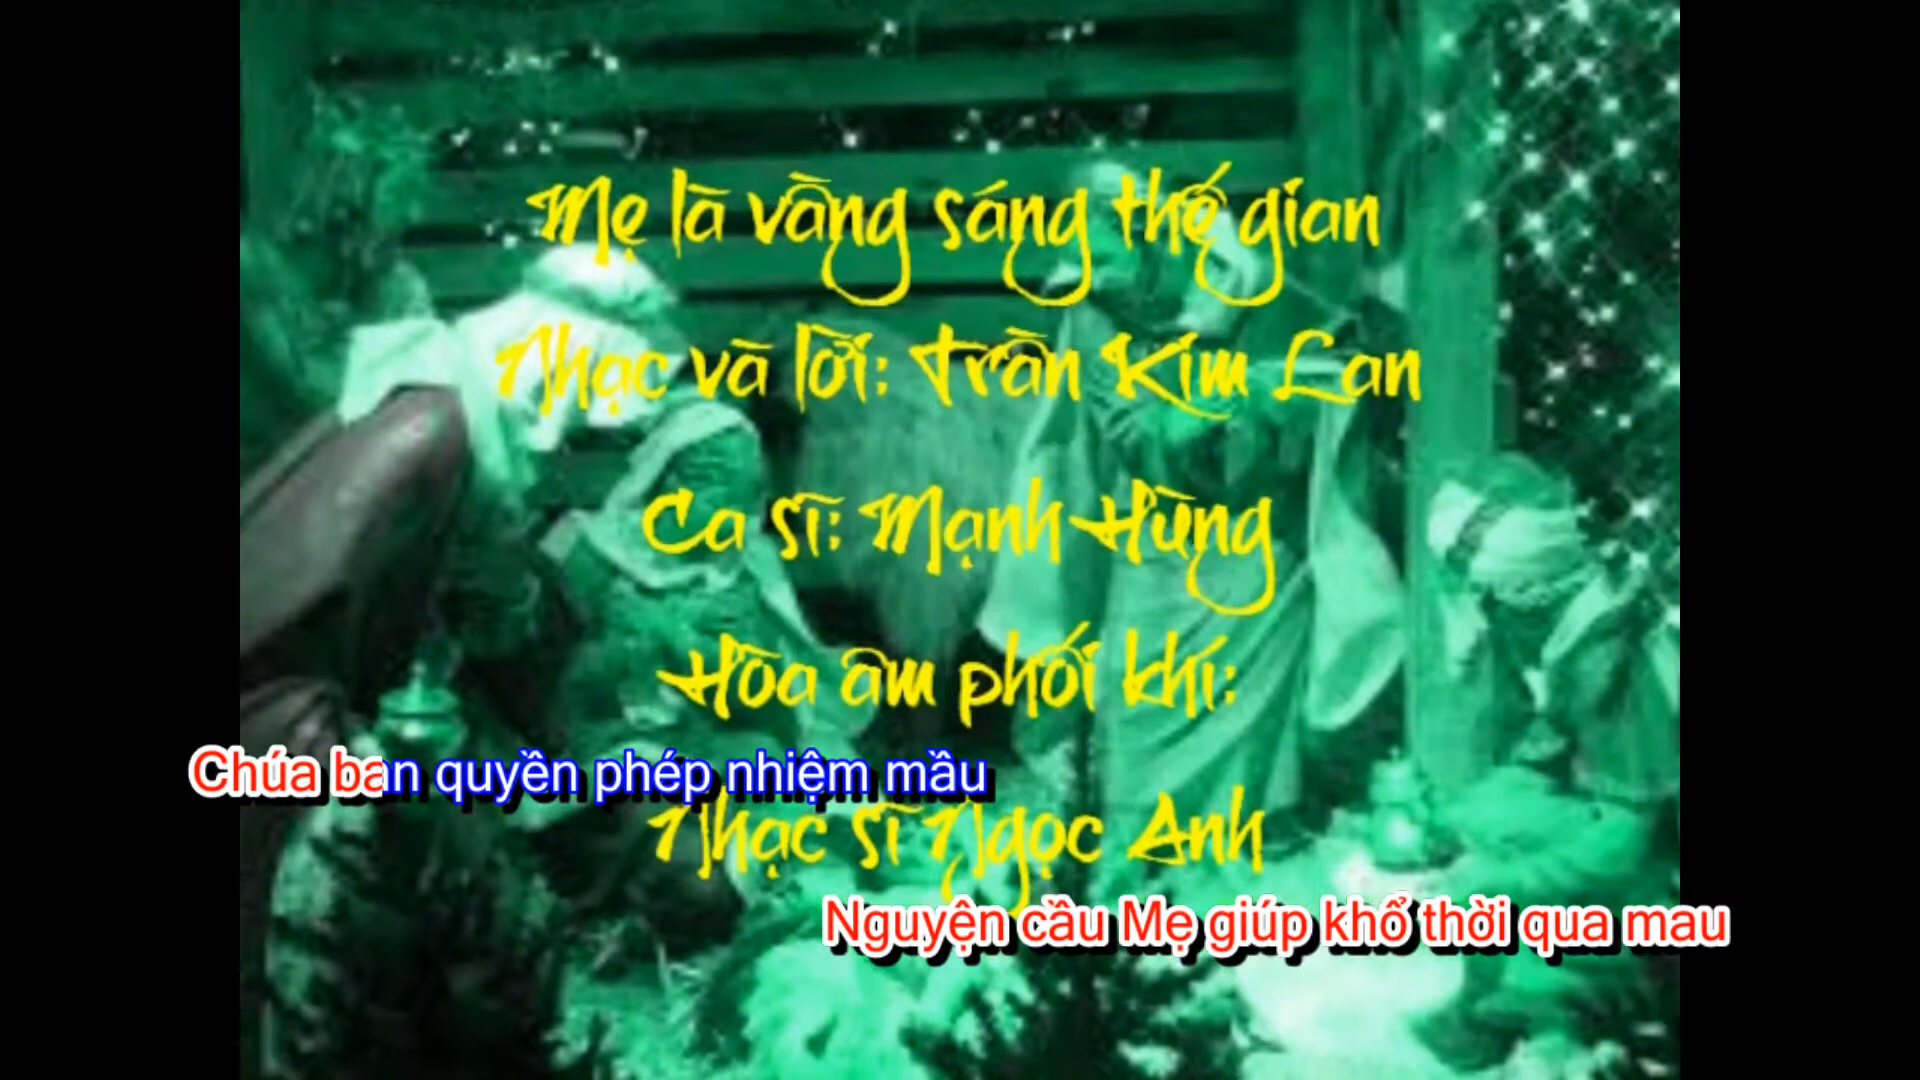 Mẹ là vầng sáng thế gian
Nhạc và lời: Trần Kim Lan
Ca sĩ: Mạnh Hùng
Hòa âm phối khí:
Chúa ban quyền phép nhiệm mầu
Nhạc sĩ Ngọc Anh
Nguyện cầu Mẹ giúp khổ thời qua mau